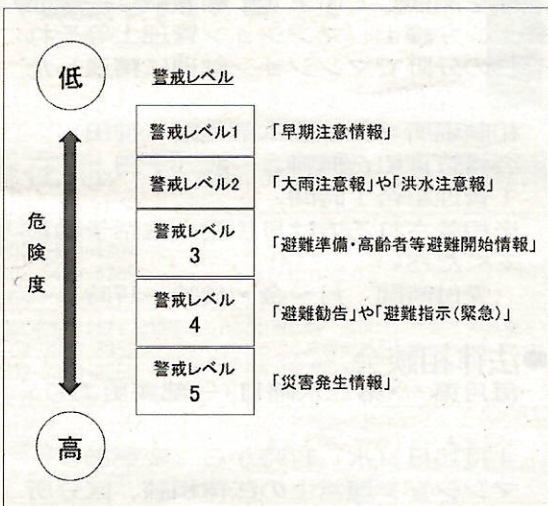 低
警戒レベル
警戒レベル1 「早期注意情報」
警戒レベル2 「大雨注意報」や「洪水注意報」
警戒レベル
3
「避難準備・高齢者等避難開始情報」
危険度
警戒レベル
4
「避難勧告」や「避難指示(緊急)」
警戒レベル
5
「災害発生情報」
高